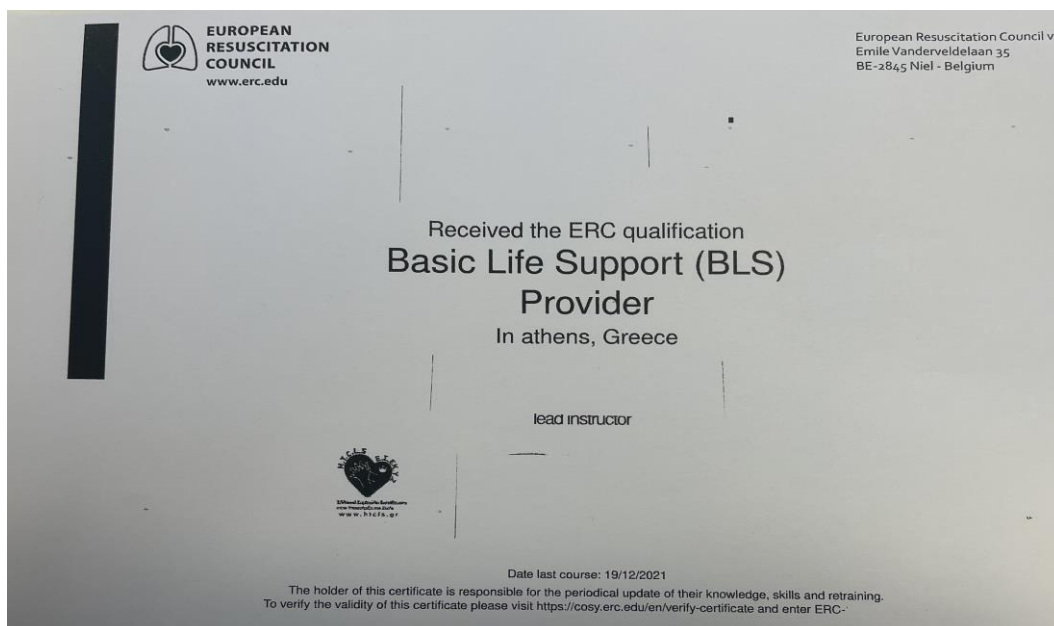 EUROPEAN
RESUSCITATION
COUNCIL
www.erc.edu
European Resuscitation Council v
Emile Vanderveldelaan 35
BE-2845 Niel - Belgium
Received the ERC qualification
Basic Life Support (BLS)
Provider
In athens, Greece
lead instructor
www.htcls.gr
Date last course: 19/12/2021
The holder of this certificate is responsible for the periodical update of their knowledge, skills and retraining.
To verify the validity of this certificate please visit https://cosy.erc.edu/en/verify-certificate and enter ERC-